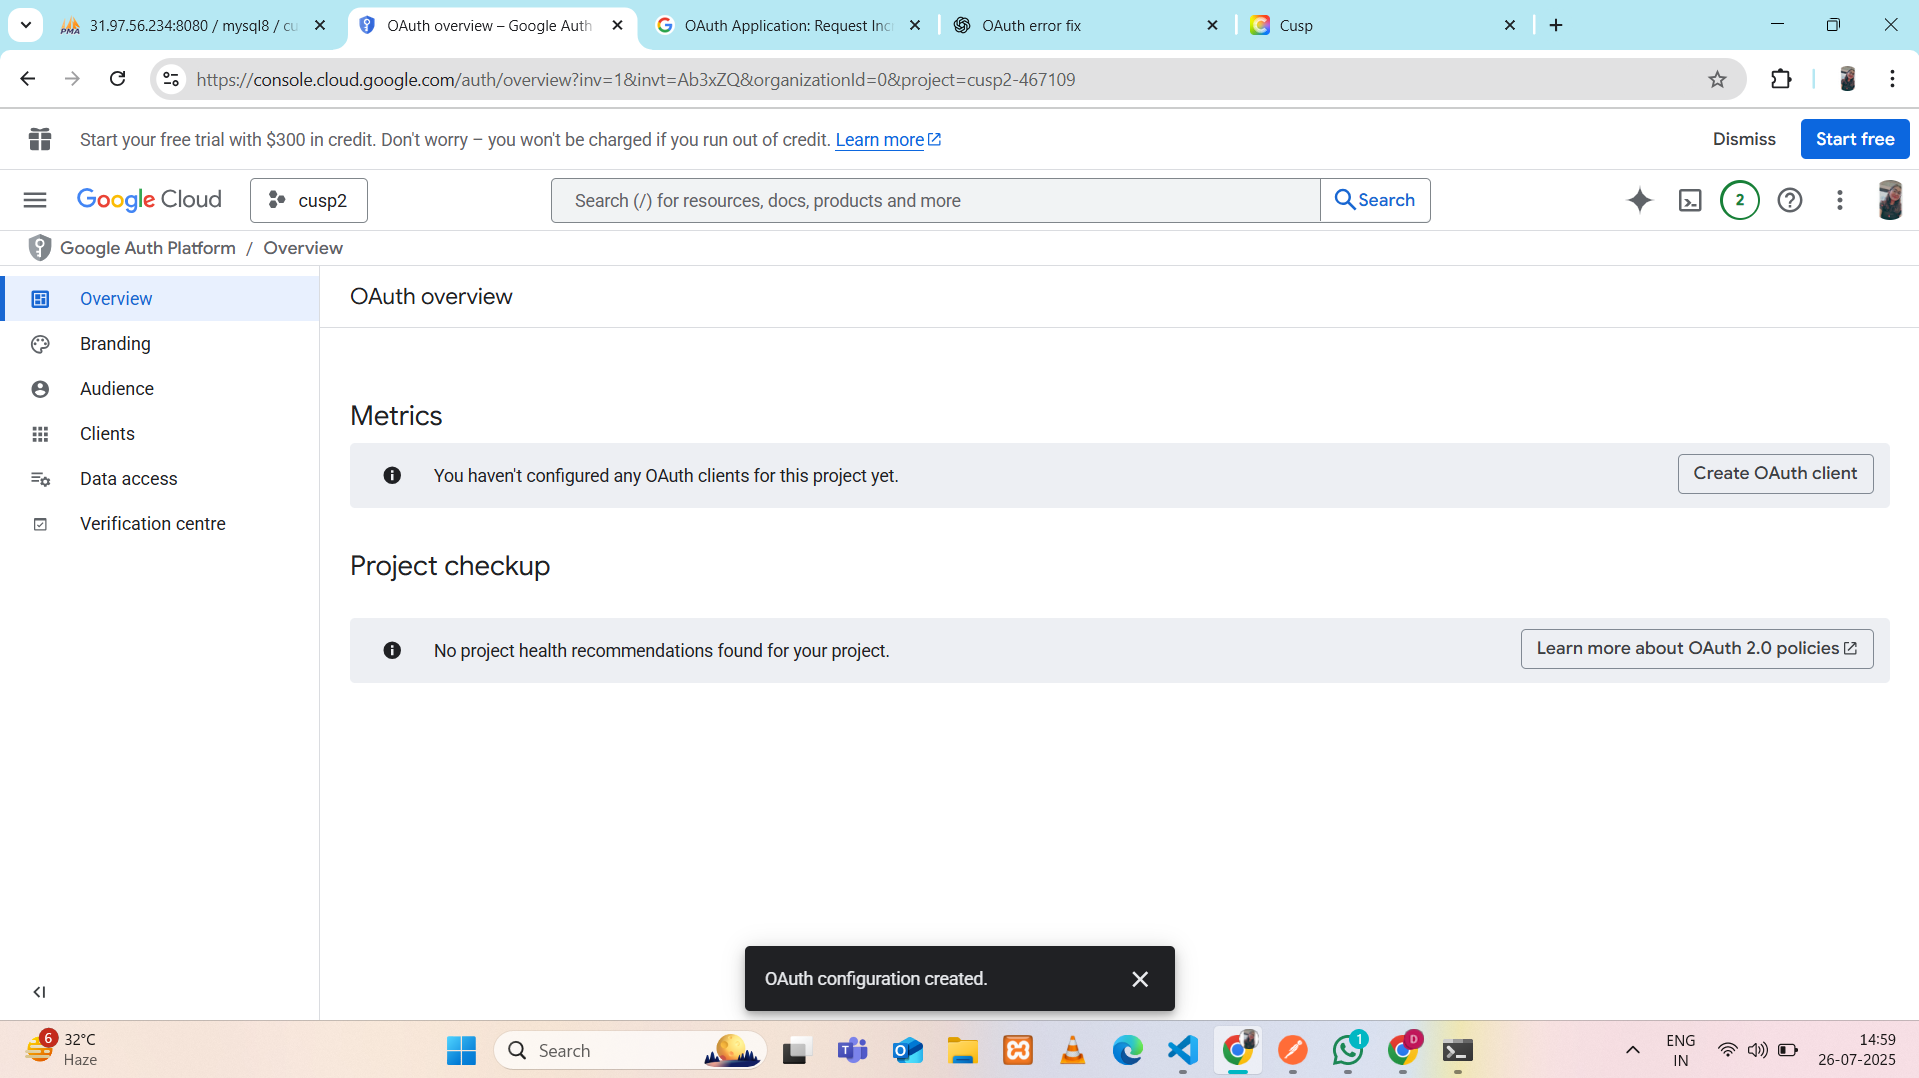 31.97.56.234:8080 / mysql8 / cu
OAuth overview – Google Auth
OAuth Application: Request Incr
OAuth error fix
Cusp
https://console.cloud.google.com/auth/overview?inv=1&invt=Ab3xZQ&organizationId=0&project=cusp2-467109
Start your free trial with $300 in credit. Don't worry – you won't be charged if you run out of credit. Learn more
Dismiss
Start free
Google Cloud
cusp2
Search (/) for resources, docs, products and more
Search
2
Google Auth Platform / Overview
Overview
Branding
Audience
Clients
Data access
Verification centre
OAuth overview
Metrics
You haven't configured any OAuth clients for this project yet.
Create OAuth client
Project checkup
No project health recommendations found for your project.
Learn more about OAuth 2.0 policies
OAuth configuration created.
6
32°C
Haze
Search
1
D
ENG
IN
14:59
26-07-2025